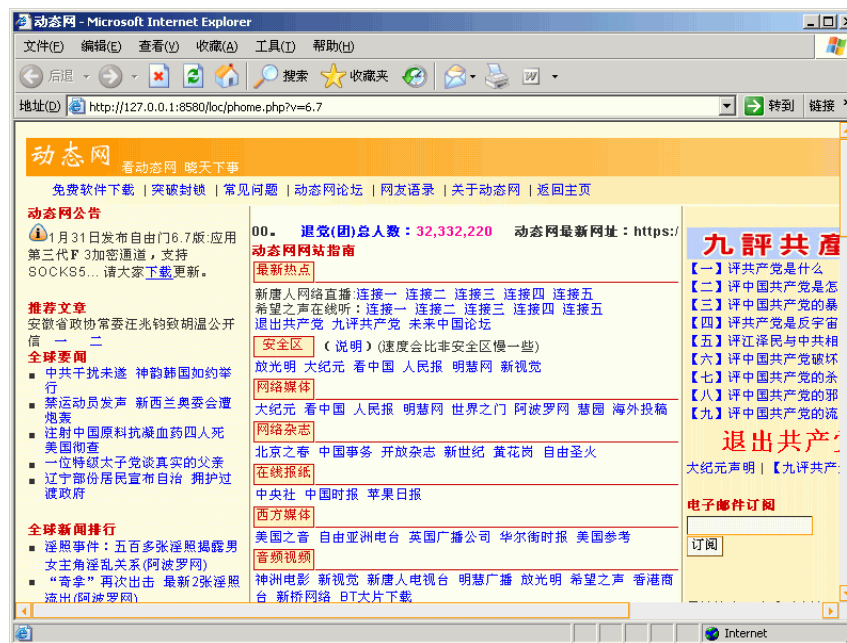 动态网 - Microsoft Internet Explorer
文件(F) 编辑(E) 查看(V) 收藏(A) 工具(T) 帮助(H)
后退 搜索 收藏夹
地址(D) http://127.0.0.1:8580/loc/phome.php?v=6.7 转到 链接
动态网 看动态网 晓天下事
免费软件下载 | 突破封锁 | 常见问题 | 动态网论坛 | 网友语录 | 关于动态网 | 返回主页
动态网公告
1月31日发布自由门6.7版:应用
第三代F 3加密通道，支持
SOCKS5... 请大家下载更新。
推荐文章
安徽省政协常委汪兆钧致胡温公开
信 一 二
全球要闻
中共干扰未遂 神韵韩国如约举
行
禁运动员发声 新西兰奥委会遭
炮轰
注射中国原料抗凝血药四人死
美国彻查
一位特级太子党谈真实的父亲
辽宁部份居民宣布自治 拥护过
渡政府
全球新闻排行
淫照事件：五百多张淫照揭露男
女主角淫乱关系(阿波罗网)
“奇拿”再次出击 最新2张淫照
流出(阿波罗网)
00。 退党(团)总人数：32,332,220 动态网最新网址：https:/
动态网网站指南
最新热点
新唐人网络直播:连接一 连接二 连接三 连接四 连接五
希望之声在线听：连接一 连接二 连接三 连接四 连接五
退出共产党 九评共产党 未来中国论坛
安全区 (说明) (速度会比非安全区慢一些)
放光明 大纪元 看中国 人民报 明慧网 新视觉
网络媒体
大纪元 看中国 人民报 明慧网 世界之门 阿波罗网 慧园 海外投稿
网络杂志
北京之春 中国事务 开放杂志 新世纪 黄花岗 自由圣火
在线报纸
中央社 中国时报 苹果日报
西方媒体
美国之音 自由亚洲电台 英国广播公司 华尔街时报 美国参考
音频视频
神洲电影 新视觉 新唐人电视台 明慧广播 放光明 希望之声 香港商
台 新桥网络 BT大片下载
九評共產
【一】评共产党是什么
【二】评中国共产党是怎
【三】评中国共产党的暴
【四】评共产党是反宇宙
【五】评江泽民与中共相
【六】评中国共产党破坏
【七】评中国共产党的杀
【八】评中国共产党的邪
【九】评中国共产党的流
退出共产
大纪元声明 | 【九评共产
电子邮件订阅
订阅
Internet